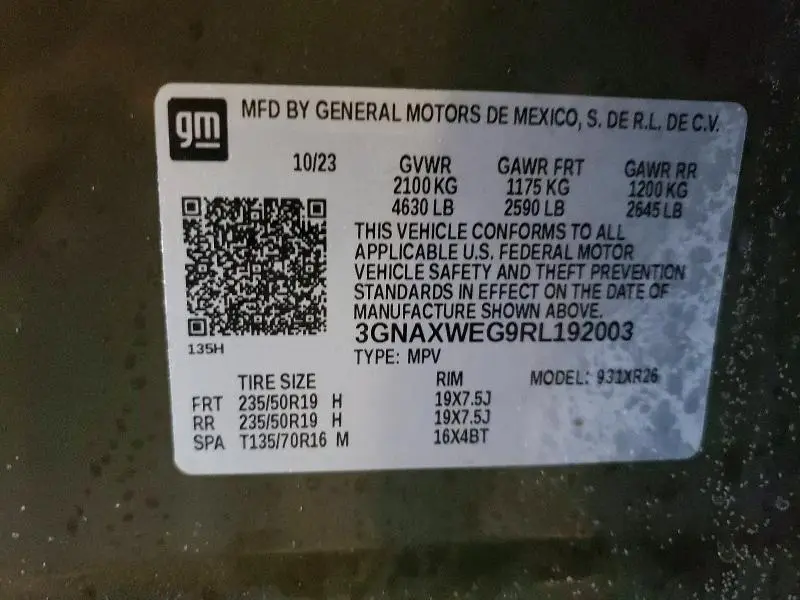 gm
MFD BY GENERAL MOTORS DE MEXICO, S. DE R.L. DE C.V.
10/23 GVWR GAWR FRT GAWR RR
2100 KG 1175 KG 1200 KG
4630 LB 2590 LB 2645 LB
THIS VEHICLE CONFORMS TO ALL
APPLICABLE U.S. FEDERAL MOTOR
VEHICLE SAFETY AND THEFT PREVENTION
STANDARDS IN EFFECT ON THE DATE OF
MANUFACTURE SHOWN ABOVE.
3GNAXWEG9RL192003
135H
TYPE: MPV
TIRE SIZE RIM MODEL: 931XR26
FRT 235/50R19 H 19X7.5J
RR 235/50R19 H 19X7.5J
SPA T135/70R16 M 16X4BT